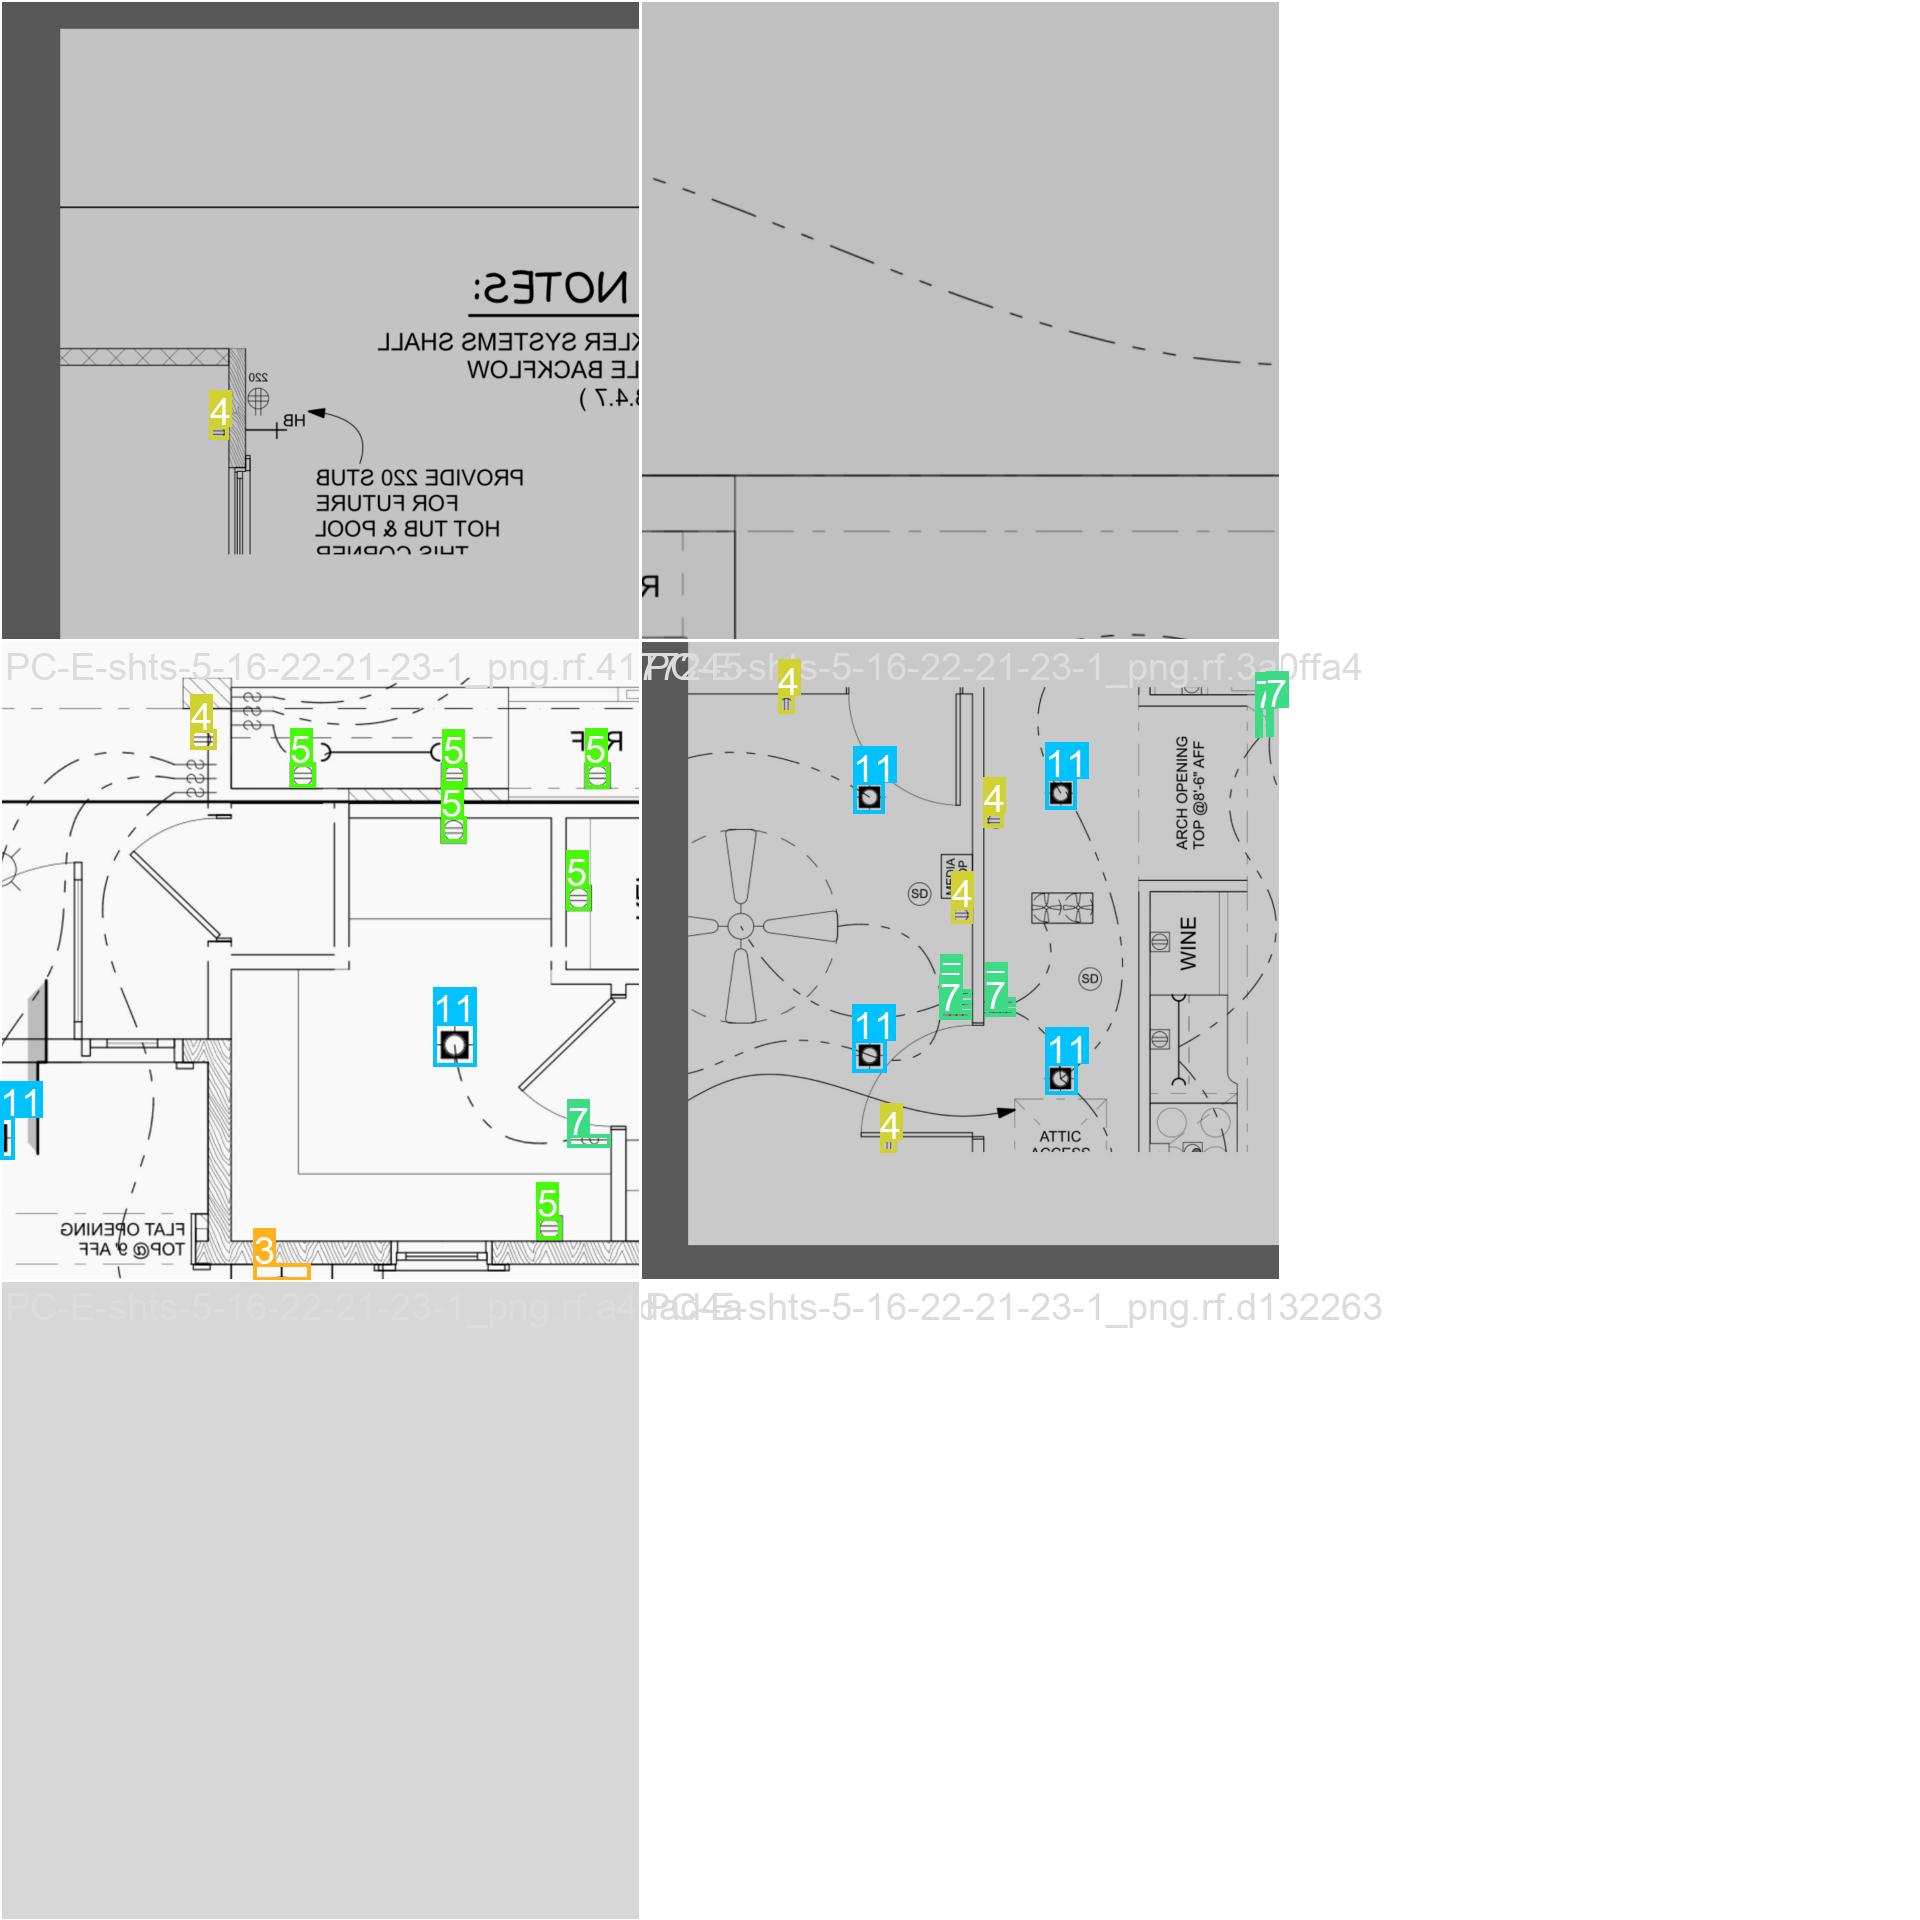 NOTES:
KLER SYSTEMS SHALL
LE BACKFLOW
3.4.7 )
220
4
HB
PROVIDE 220 STUB
FOR FUTURE
HOT TUB & POOL
THIS CORNER
R
PC-E-shts-5-16-22-21-23-1_png.rf.41
PC-E-shts-5-16-22-21-23-1_png.rf.3a0ffa4
4
SSS
SSS
5
5
5
5
5
11
11
7
5
3
FLAT OPENING
TOP@ 9' AFF
4
7
11
11
4
ARCH OPENING
TOP @8'-6" AFF
MEDIA
4
SD
WINE
7
7
SD
11
11
4
ATTIC
ACCESS
PC-E-shts-5-16-22-21-23-1_png.rf.a4dad4a
PC-E-shts-5-16-22-21-23-1_png.rf.d132263